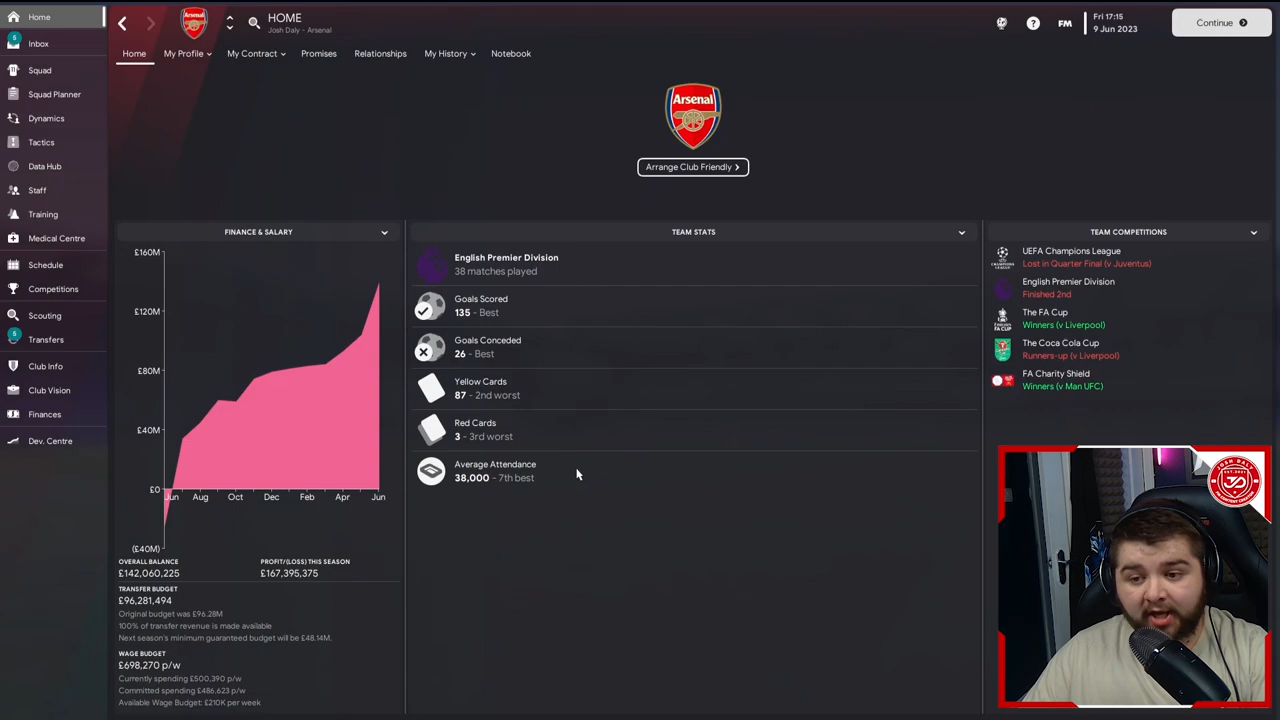 Home
HOME
Josh Daly - Arsenal
FM
Fri 17:15
9 Jun 2023
Continue
5
Inbox
Squad
Squad Planner
Dynamics
Tactics
Data Hub
Staff
Training
Medical Centre
Schedule
Competitions
Scouting
5
Transfers
Club Info
Club Vision
Finances
Dev. Centre
Home
My Profile
My Contract
Promises
Relationships
My History
Notebook
Arsenal
Arsenal
Arrange Club Friendly
FINANCE & SALARY
£160M
£120M
£80M
£40M
£0
(£40M)
Jun Aug Oct Dec Feb Apr Jun
OVERALL BALANCE
£142,060,225
PROFIT/(LOSS) THIS SEASON
£167,395,375
TRANSFER BUDGET
£96,281,494
Original budget was £96.28M
100% of transfer revenue is made available
Next season's minimum guaranteed budget will be £48.14M.
WAGE BUDGET
£698,270 p/w
Currently spending £500,390 p/w
Committed spending £486,623 p/w
Available Wage Budget: £210K per week
TEAM STATS
English Premier Division
38 matches played
Goals Scored
135 - Best
Goals Conceded
26 - Best
Yellow Cards
87 - 2nd worst
Red Cards
3 - 3rd worst
Average Attendance
38,000 - 7th best
TEAM COMPETITIONS
UEFA Champions League
Lost in Quarter Final (v Juventus)
English Premier Division
Finished 2nd
The FA Cup
Winners (v Liverpool)
The Coca Cola Cup
Runners-up (v Liverpool)
FA Charity Shield
Winners (v Man UFC)
JOSH DALY
JD